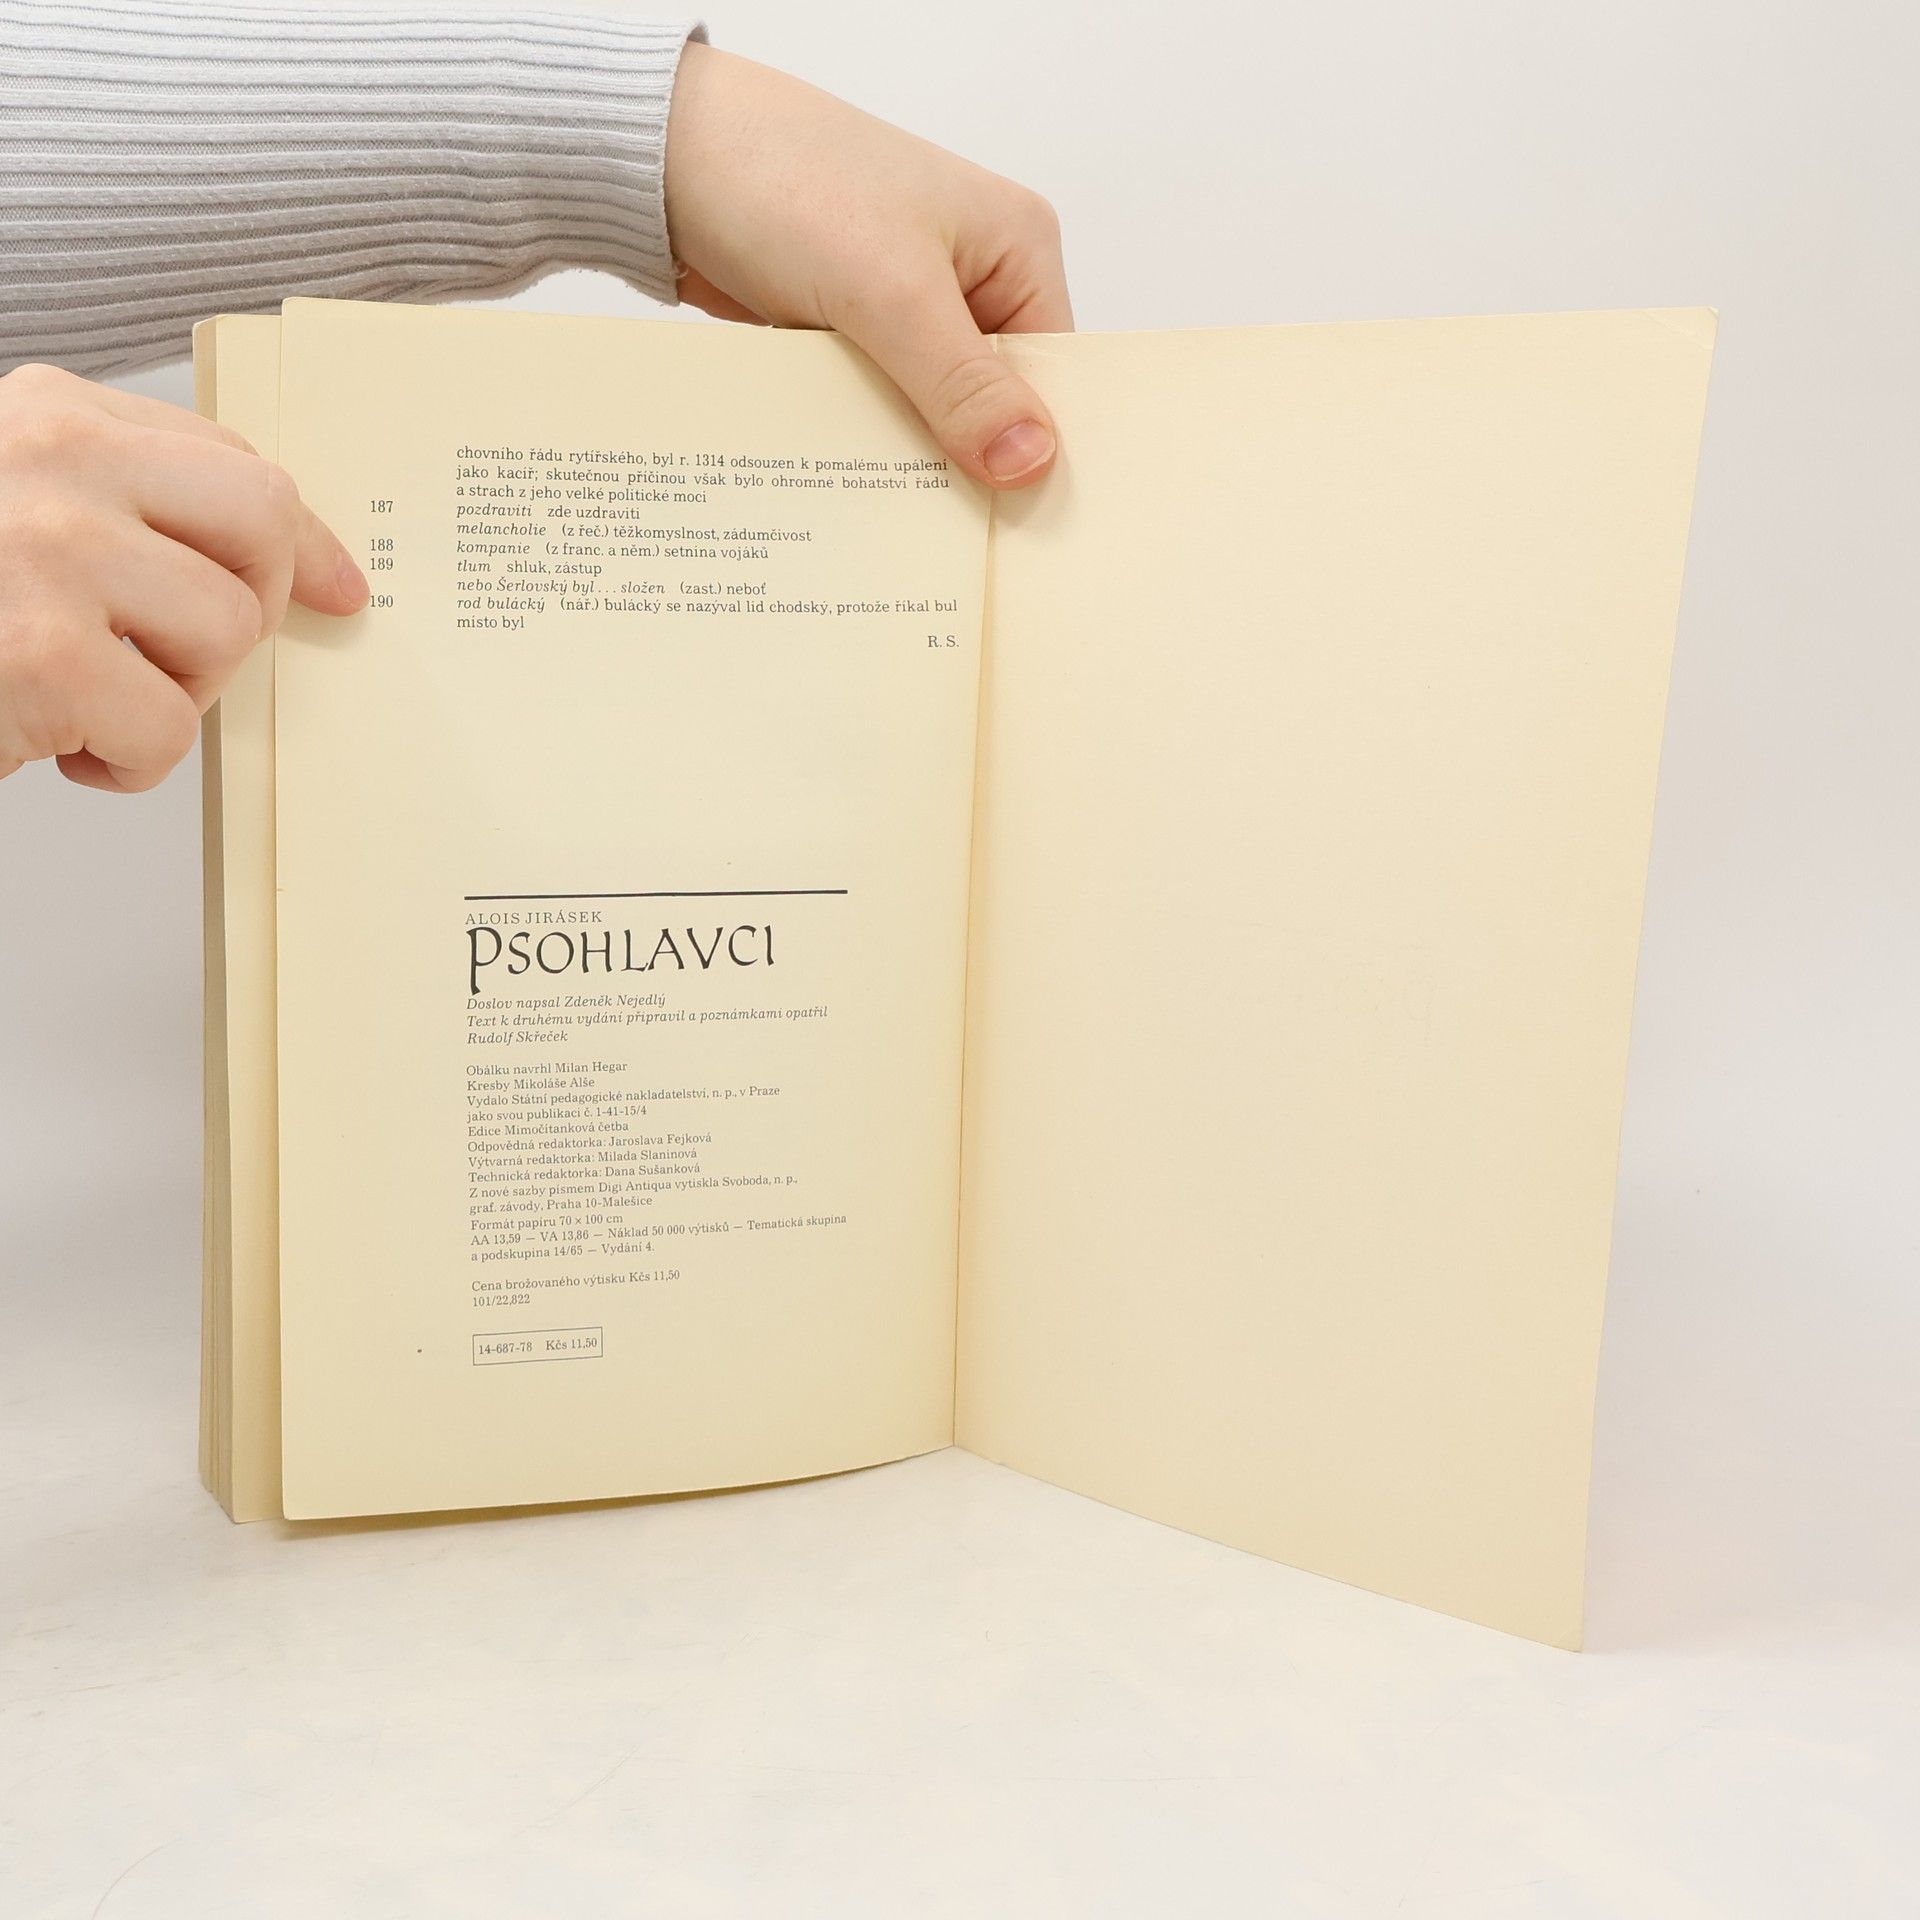 chovního řádu rytířského, byl r. 1314 odsouzen k pomalému upálení
jako kacíř; skutečnou příčinou však bylo ohromné bohatství řádu
a strach z jeho velké politické moci
187 pozdraviti zde uzdraviti
melancholie (z řeč.) těžkomyslnost, zádumčivost
188 kompanie (z franc. a něm.) setnina vojáků
189 tlum shluk, zástup
nebo Šerlovský byl... složen (zast.) neboť
190 rod bulácký (nář.) bulácký se nazýval lid chodský, protože říkal bul
místo byl
R. S.
ALOIS JIRÁSEK
PSOHLAVCI
Doslov napsal Zdeněk Nejedlý
Text k druhému vydání připravil a poznámkami opatřil
Rudolf Skřeček
Obálku navrhl Milan Hegar
Kresby Mikoláše Alše
Vydalo Státní pedagogické nakladatelství, n. p., v Praze
jako svou publikaci č. 1-41-15/4
Edice Mimočítanková četba
Odpovědná redaktorka: Jaroslava Fejková
Výtvarná redaktorka: Milada Slaninová
Technická redaktorka: Dana Sušanková
Z nové sazby písmem Digi Antiqua vytiskla Svoboda, n. p.,
graf. závody, Praha 10-Malešice
Formát papíru 70 × 100 cm
AA 13,59 — VA 13,86 — Náklad 50 000 výtisků — Tematická skupina
a podskupina 14/65 — Vydání 4.
Cena brožovaného výtisku Kčs 11,50
101/22,822
14-687-78 Kčs 11,50